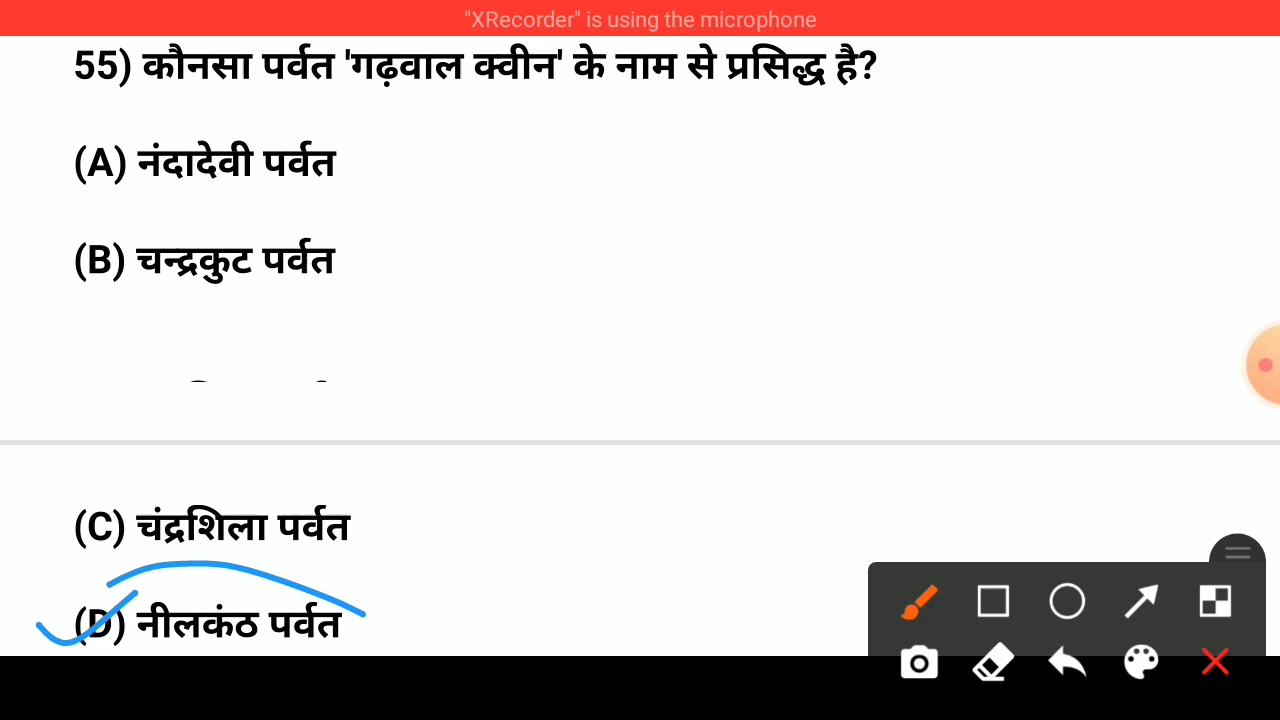 "XRecorder" is using the microphone
55) कौनसा पर्वत 'गढ़वाल क्वीन' के नाम से प्रसिद्ध है?
(A) नंदादेवी पर्वत
(B) चन्द्रकुट पर्वत
(C) चंद्रशिला पर्वत
(D) नीलकंठ पर्वत